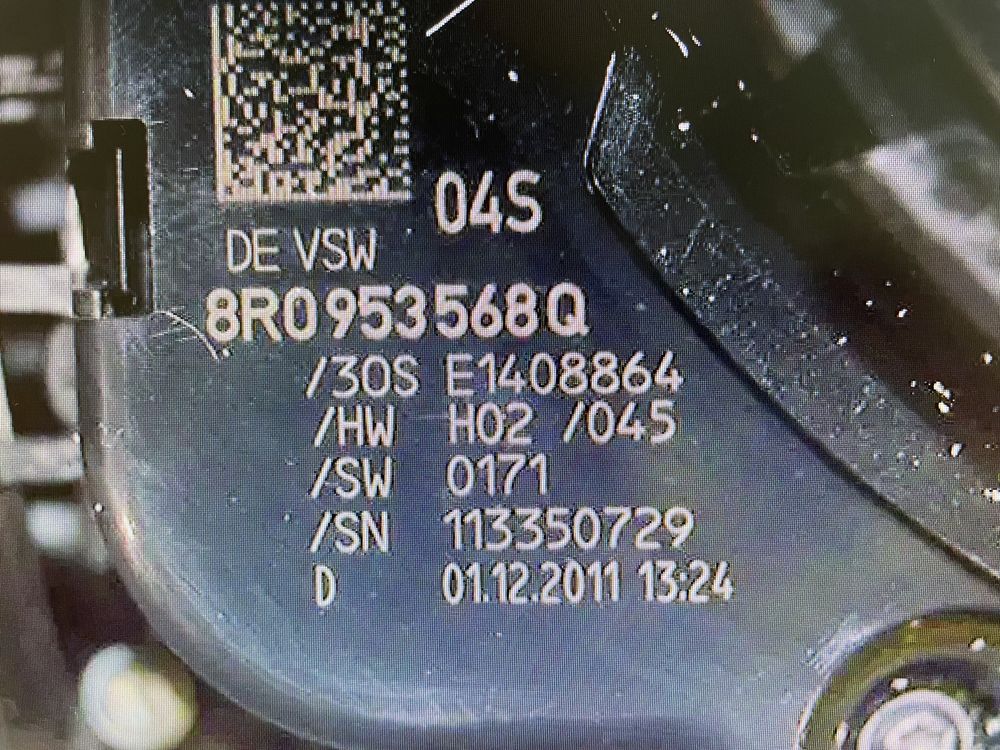 04S
DE VSW
8R0953568Q
/30S E1408864
/HW H02 /045
/SW 0171
/SN 113350729
D 01.12.2011 13:24